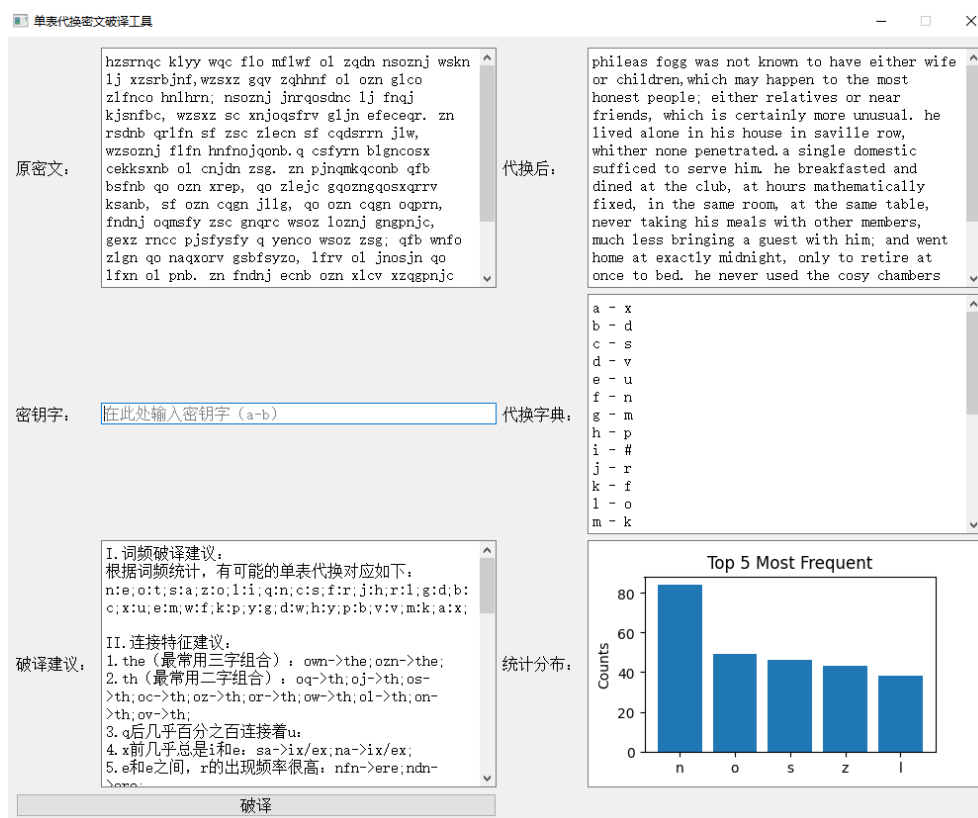 单表代换密文破译工具
原密文：
hzsrnqc klyy wqc flo mflwf ol zqdn nsoznj wskn
lj xzsrbjnf,wzsxz gqv zqhhnf ol ozn glco
zlfnco hnlhrn; nsoznj jnrqosdnc lj fnqj
kjsnfbc, wzsxz sc xnjoqsfrv gljn efeceqr. zn
rsdnb qrlfn sf zsc zlecn sf cqdsrrn jlw,
wzsoznj flfn hnfnojqonb.q csfyrn blgncosx
cekksxnb ol cnjdn zsg. zn pjnqmkqconb qfb
bsfnb qo ozn xrep, qo zlejc gqozngqosxqrrv
ksanb, sf ozn cqgn jllg, qo ozn cqgn oqprn,
fndnj oqmsfy zsc gnqrc wsoz loznj gngpnjc,
gexz rncc pjsfysfy q yenco wsoz zsg; qfb wnfo
zlgn qo naqxorv gsbfsyzo, lfrv ol jnosjn qo
lfxn ol pnb. zn fndnj ecnb ozn xlcv xzqgpnjc
代换后：
phileas fogg was not known to have either wife
or children,which may happen to the most
honest people; either relatives or near
friends, which is certainly more unusual. he
lived alone in his house in saville row,
whither none penetrated.a single domestic
sufficed to serve him. he breakfasted and
dined at the club, at hours mathematically
fixed, in the same room, at the same table,
never taking his meals with other members,
much less bringing a guest with him; and went
home at exactly midnight, only to retire at
once to bed. he never used the cosy chambers
密钥字：
在此处输入密钥字（a-b）
代换字典：
a - x
b - d
c - s
d - v
e - u
f - n
g - m
h - p
i - #
j - r
k - f
l - o
m - k
破译建议：
I.词频破译建议：
根据词频统计，有可能的单表代换对应如下：
n:e;o:t;s:a;z:o;l:i;q:n;c:s;f:r;j:h;r:l;g:d;b:
c;x:u;e:m;w:f;k:p;y:g;d:w;h:y;p:b;v:v;m:k;a:x;
II.连接特征建议：
1.the（最常用三字组合）：own->the;ozn->the;
2.th（最常用二字组合）：oq->th;oj->th;os-
>th;oc->th;oz->th;or->th;ow->th;ol->th;on-
>th;ov->th;
3.q后几乎百分之百连接着u：
4.x前几乎总是i和e：sa->ix/ex;na->ix/ex;
5.e和e之间，r的出现频率很高：nfn->ere;ndn-
>ere;
统计分布：
Top 5 Most Frequent
Counts
80
60
40
20
0
n o s z l
破译